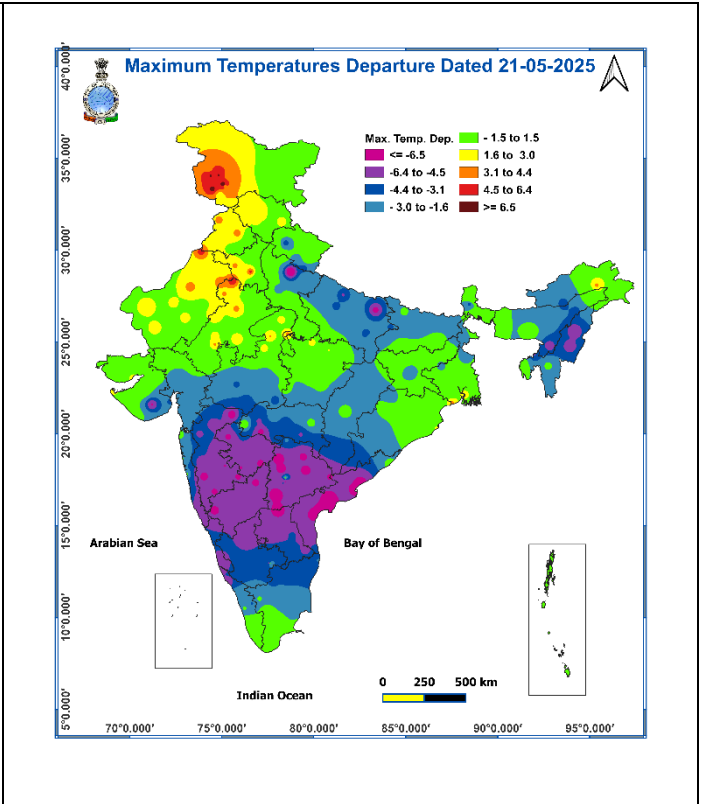 Maximum Temperatures Departure Dated 21-05-2025
Max. Temp. Dep.
<= -6.5
-6.4 to -4.5
-4.4 to -3.1
- 3.0 to -1.6
- 1.5 to 1.5
1.6 to 3.0
3.1 to 4.4
4.5 to 6.4
>= 6.5
40°0.000'
35°0.000'
30°0.000'
25°0.000'
20°0.000'
15°0.000'
10°0.000'
5°0.000'
Arabian Sea
Bay of Bengal
Indian Ocean
0 250 500 km
70°0.000' 75°0.000' 80°0.000' 85°0.000' 90°0.000' 95°0.000'